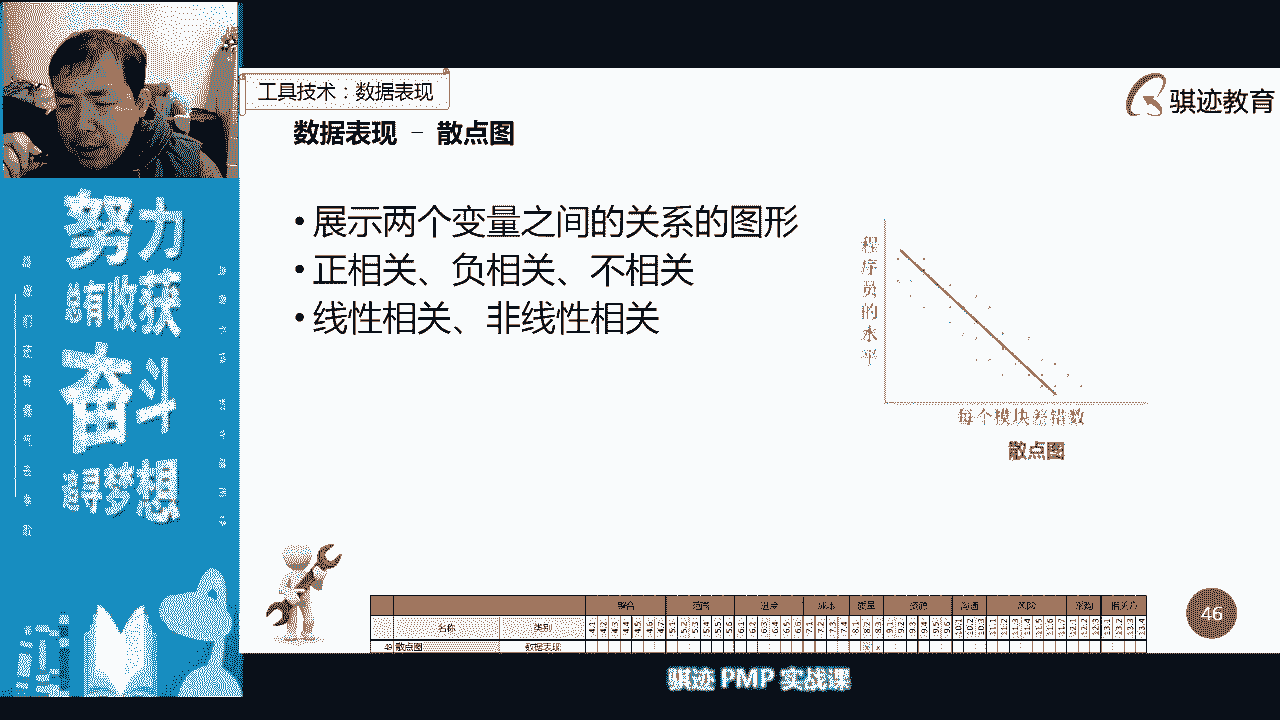 工具技术：数据表现
骐迹教育
数据表现 - 散点图
• 展示两个变量之间的关系的图形
• 正相关、负相关、不相关
• 线性相关、非线性相关
程序员的水平
每个模块差错数
散点图
努力
总有收获
奋斗
追寻梦想
整合 范围 进度 成本 质量 资源 沟通 风险 采购 相关方
名称 类别
49 散点图 数据表现
46
骐迹 PMP 实战课